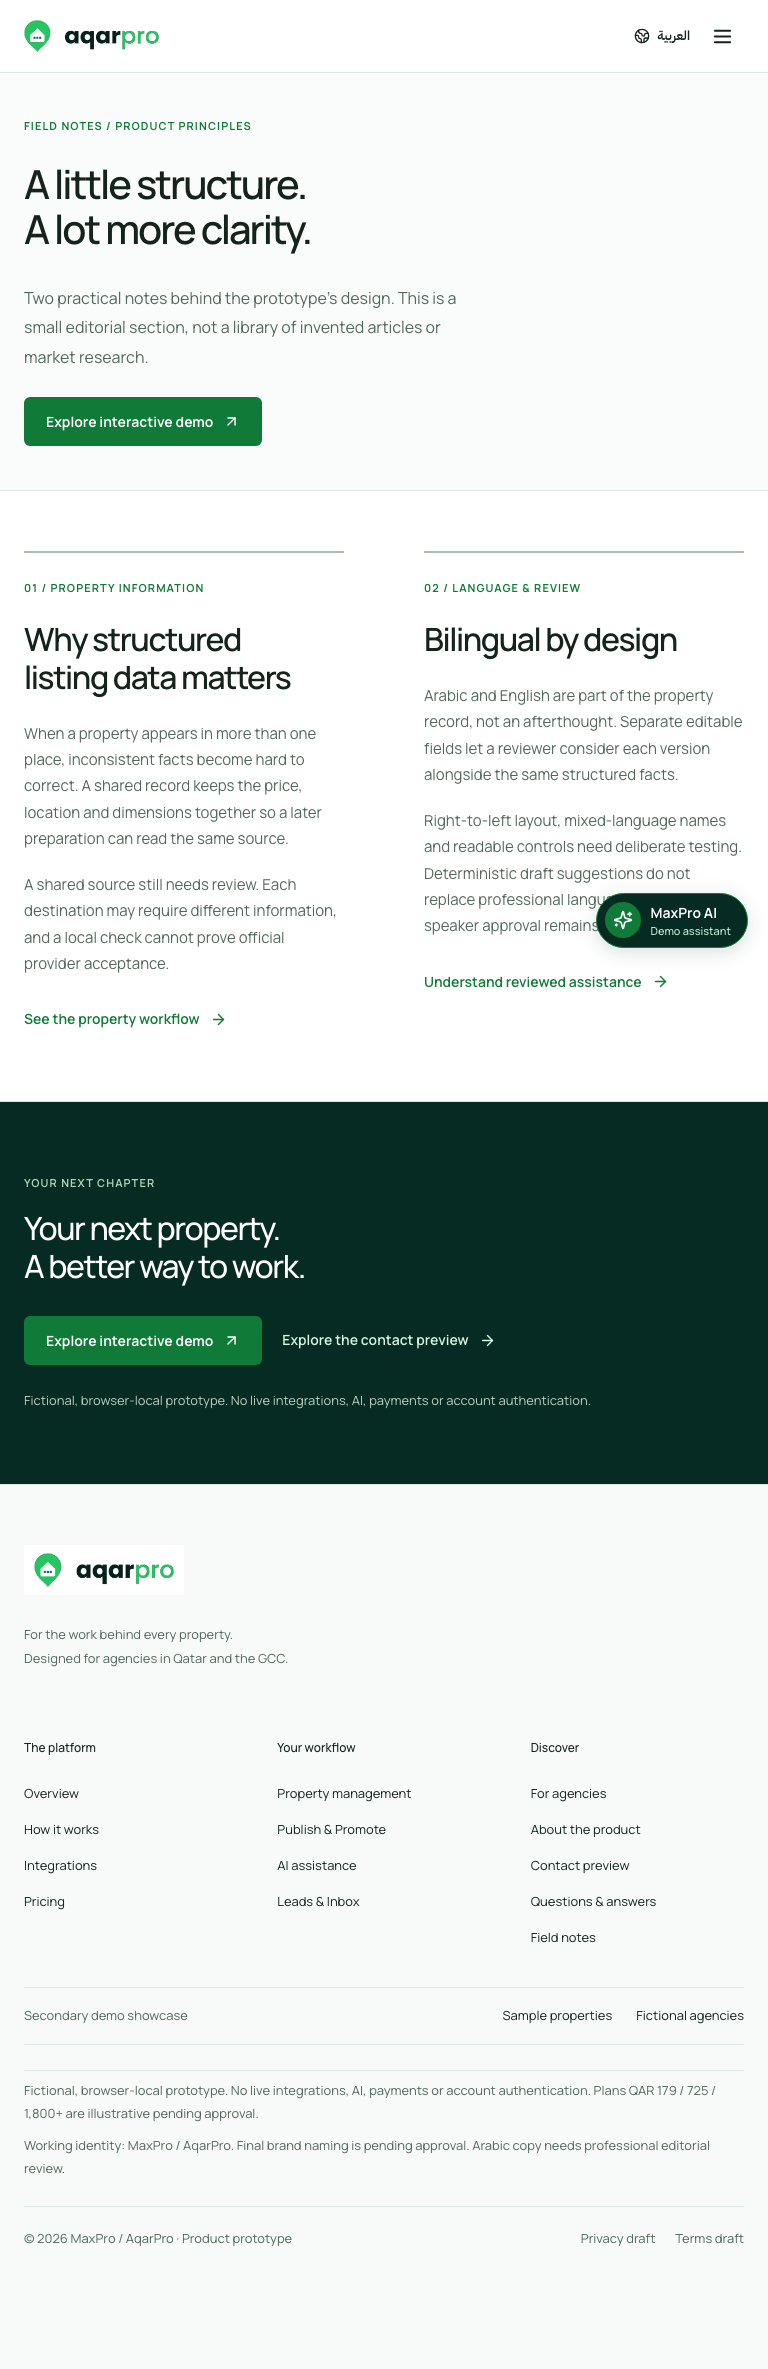 aqarpro
العربية
FIELD NOTES / PRODUCT PRINCIPLES
A little structure.
A lot more clarity.
Two practical notes behind the prototype's design. This is a
small editorial section, not a library of invented articles or
market research.
Explore interactive demo
01 / PROPERTY INFORMATION
Why structured
listing data matters
When a property appears in more than one
place, inconsistent facts become hard to
correct. A shared record keeps the price,
location and dimensions together so a later
preparation can read the same source.
A shared source still needs review. Each
destination may require different information,
and a local check cannot prove official
provider acceptance.
See the property workflow
02 / LANGUAGE & REVIEW
Bilingual by design
Arabic and English are part of the property
record, not an afterthought. Separate editable
fields let a reviewer consider each version
alongside the same structured facts.
Right-to-left layout, mixed-language names
and readable controls need deliberate testing.
Deterministic draft suggestions do not
replace professional
speaker approval remains
MaxPro AI
Demo assistant
Understand reviewed assistance
YOUR NEXT CHAPTER
Your next property.
A better way to work.
Explore interactive demo
Explore the contact preview
Fictional, browser-local prototype. No live integrations, AI, payments or account authentication.
aqarpro
For the work behind every property.
Designed for agencies in Qatar and the GCC.
The platform
Overview
How it works
Integrations
Pricing
Your workflow
Property management
Publish & Promote
AI assistance
Leads & Inbox
Discover
For agencies
About the product
Contact preview
Questions & answers
Field notes
Secondary demo showcase
Sample properties
Fictional agencies
Fictional, browser-local prototype. No live integrations, AI, payments or account authentication. Plans QAR 179 / 725 /
1,800+ are illustrative pending approval.
Working identity: MaxPro / AqarPro. Final brand naming is pending approval. Arabic copy needs professional editorial
review.
© 2026 MaxPro / AqarPro · Product prototype
Privacy draft
Terms draft